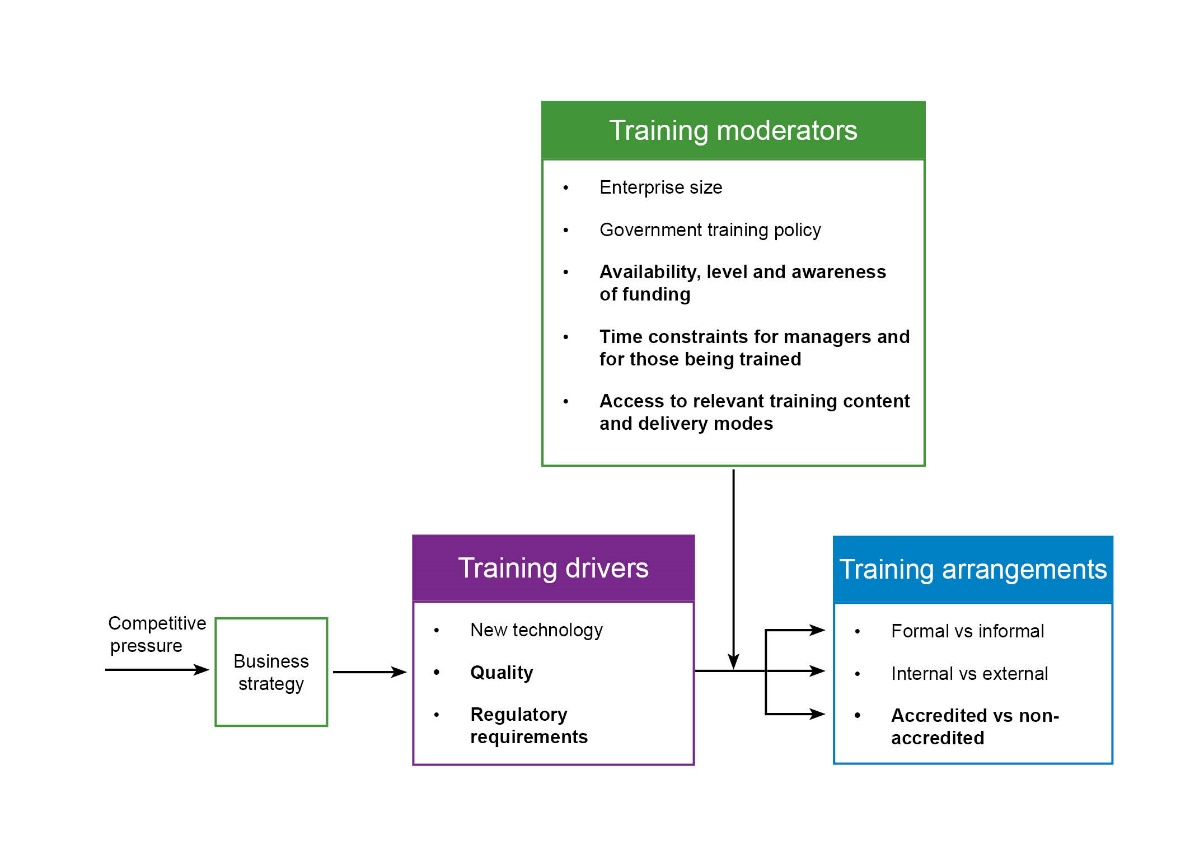 Training moderators
• Enterprise size
• Government training policy
• Availability, level and awareness
of funding
• Time constraints for managers and
for those being trained
• Access to relevant training content
and delivery modes
Competitive
pressure
Business
strategy
Training drivers
• New technology
• Quality
• Regulatory
requirements
Training arrangements
• Formal vs informal
• Internal vs external
• Accredited vs non-
accredited